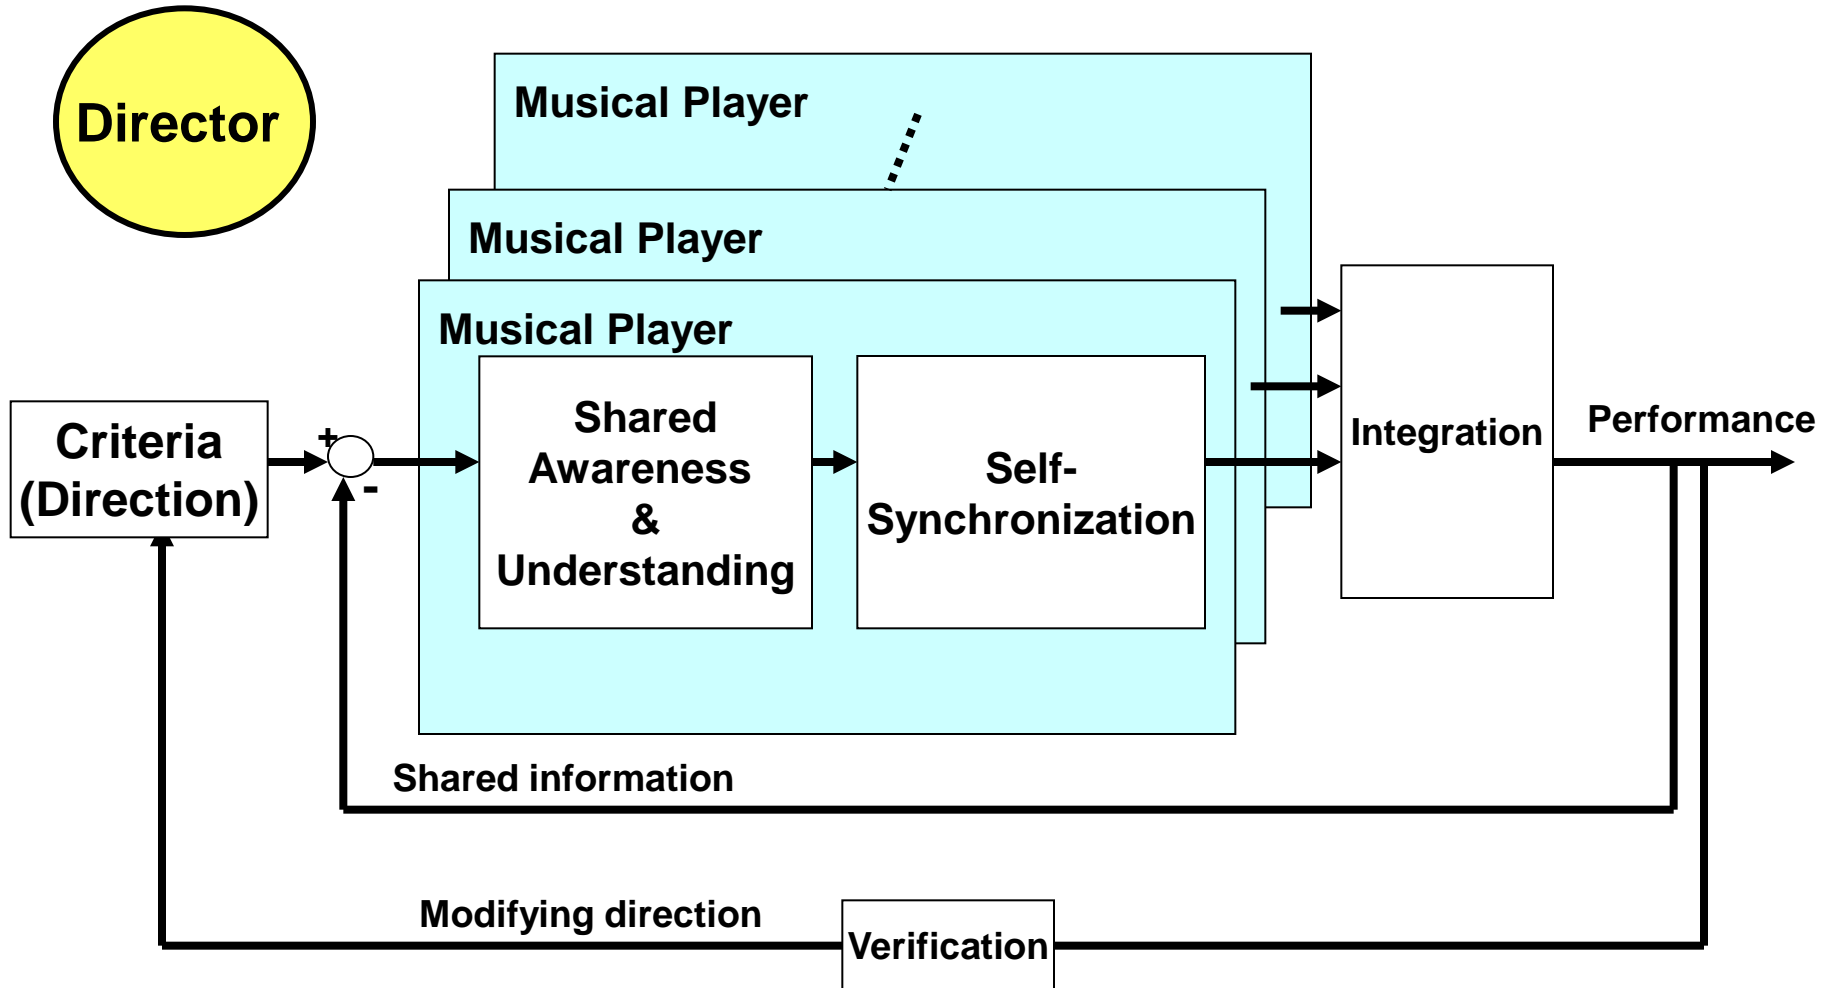 Director
Musical Player
Musical Player
Musical Player
Criteria
(Direction)
+
-
Shared
Awareness
&
Understanding
Self-
Synchronization
Integration
Performance
Shared information
Modifying direction
Verification